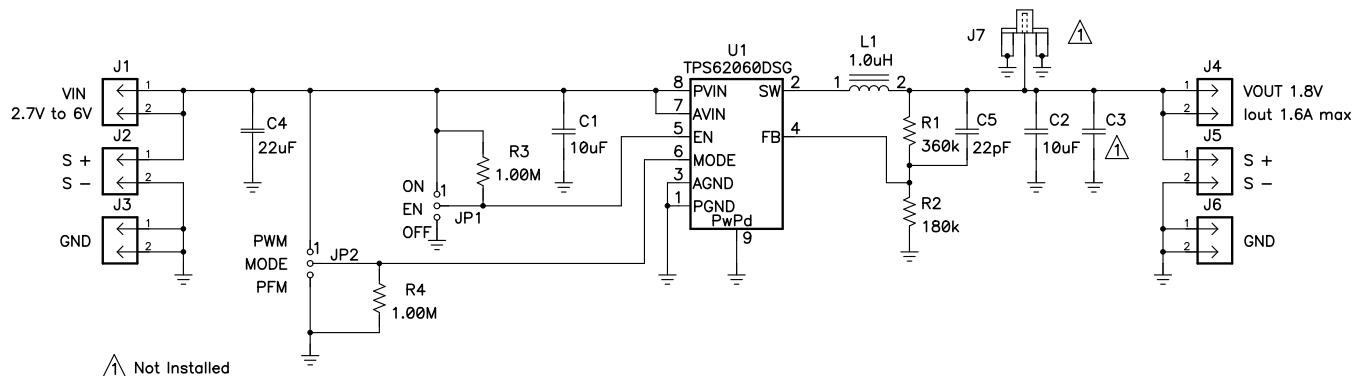 J7
1
U1
TPS62060DSG
L1
1.0uH
J1
VIN
2.7V to 6V
1
2
J2
S +
S -
1
2
J3
GND
1
2
C4
22uF
ON
EN
OFF
1
JP1
R3
1.00M
C1
10uF
PWM
MODE
PFM
1
JP2
R4
1.00M
8 PVIN
7 AVIN
5 EN
6 MODE
3 AGND
1 PGND
PwPd
9
SW 2
FB 4
1
2
R1
360k
C5
22pF
C2
10uF
C3
1
R2
180k
J4
1
2
VOUT 1.8V
Iout 1.6A max
J5
1
2
S +
S -
J6
1
2
GND
1 Not Installed